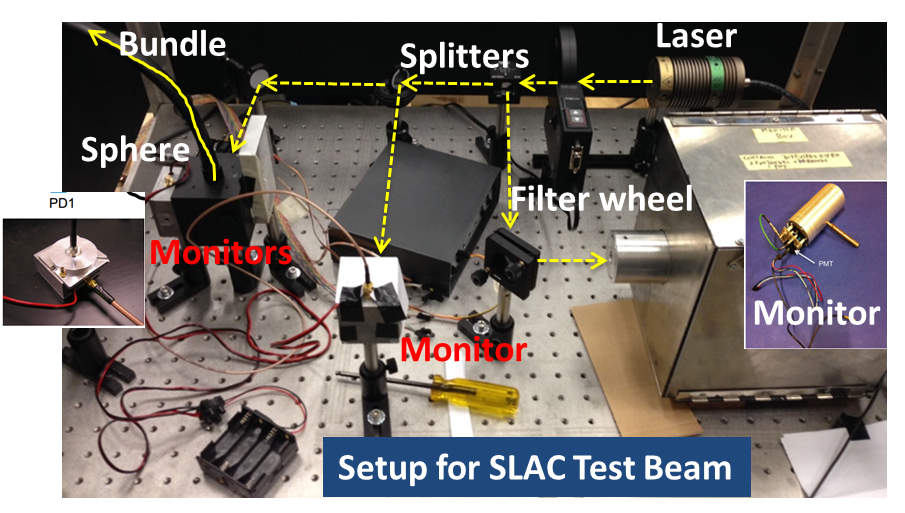 Bundle
Splitters
Laser
Sphere
PD1
Filter wheel
Monitors
PMT
Monitor
Monitor
Setup for SLAC Test Beam